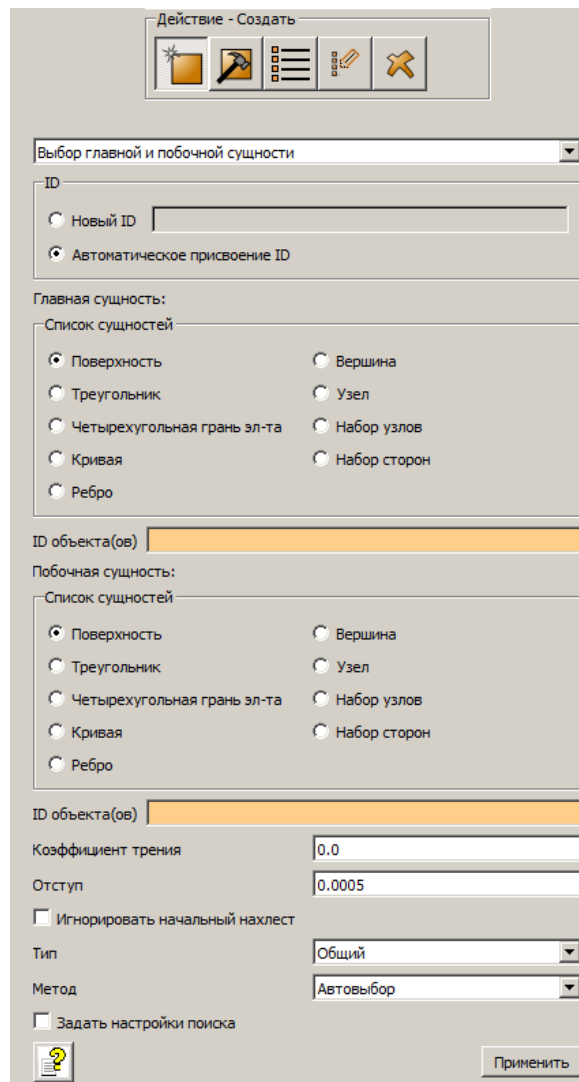 Действие - Создать
Выбор главной и побочной сущности
ID
Новый ID
Автоматическое присвоение ID
Главная сущность:
Список сущностей
Поверхность Вершина
Треугольник Узел
Четырехугольная грань эл-та Набор узлов
Кривая Набор сторон
Ребро
ID объекта(ов)
Побочная сущность:
Список сущностей
Поверхность Вершина
Треугольник Узел
Четырехугольная грань эл-та Набор узлов
Кривая Набор сторон
Ребро
ID объекта(ов)
Коэффициент трения 0.0
Отступ 0.0005
Игнорировать начальный нахлест
Тип Общий
Метод Автовыбор
Задать настройки поиска
Применить